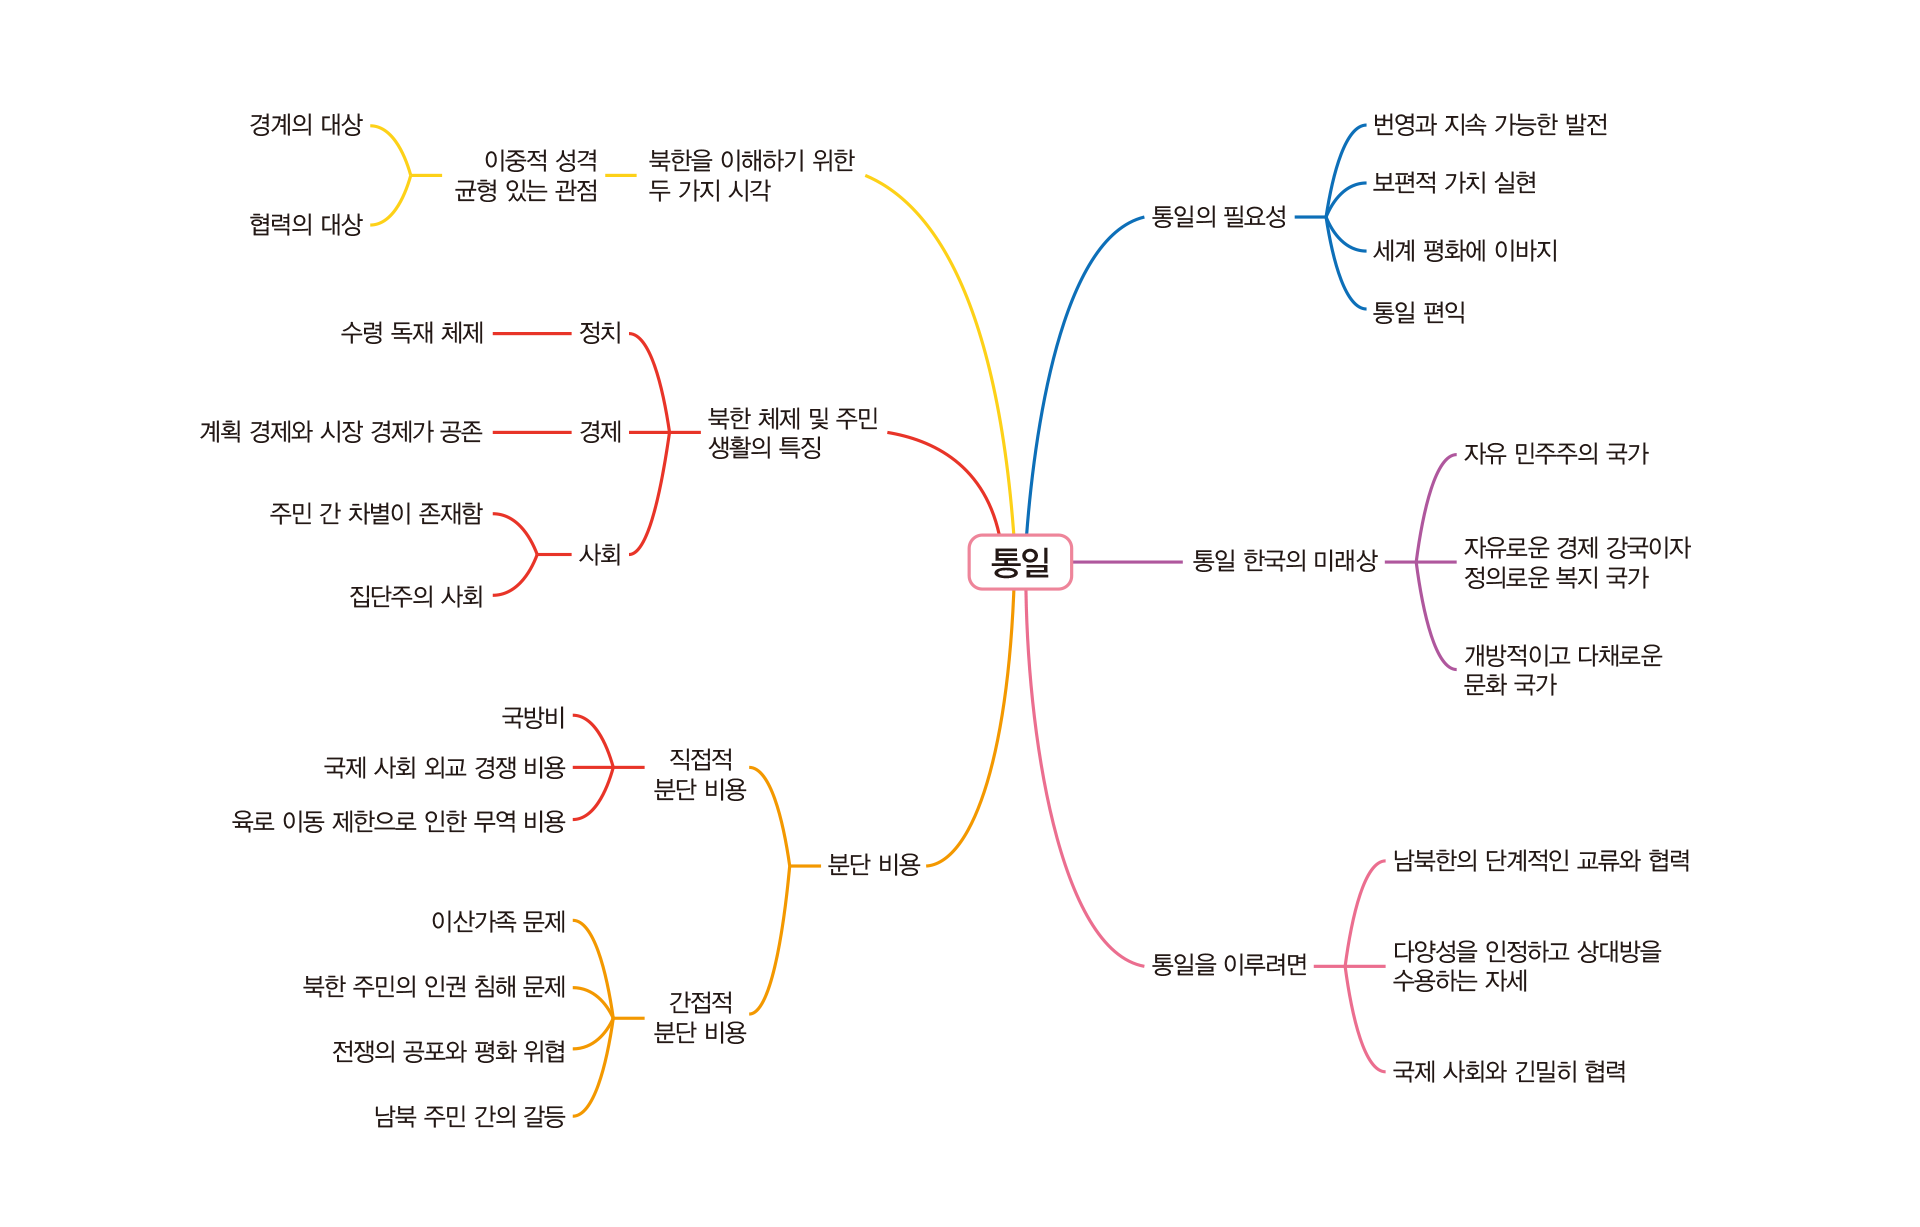 통일
북한을 이해하기 위한
두 가지 시각
이중적 성격
균형 있는 관점
경계의 대상
협력의 대상
북한 체제 및 주민
생활의 특징
정치
수령 독재 체제
경제
계획 경제와 시장 경제가 공존
사회
주민 간 차별이 존재함
집단주의 사회
분단 비용
직접적
분단 비용
국방비
국제 사회 외교 경쟁 비용
육로 이동 제한으로 인한 무역 비용
간접적
분단 비용
이산가족 문제
북한 주민의 인권 침해 문제
전쟁의 공포와 평화 위협
남북 주민 간의 갈등
통일의 필요성
번영과 지속 가능한 발전
보편적 가치 실현
세계 평화에 이바지
통일 편익
통일 한국의 미래상
자유 민주주의 국가
자유로운 경제 강국이자
정의로운 복지 국가
개방적이고 다채로운
문화 국가
통일을 이루려면
남북한의 단계적인 교류와 협력
다양성을 인정하고 상대방을
수용하는 자세
국제 사회와 긴밀히 협력